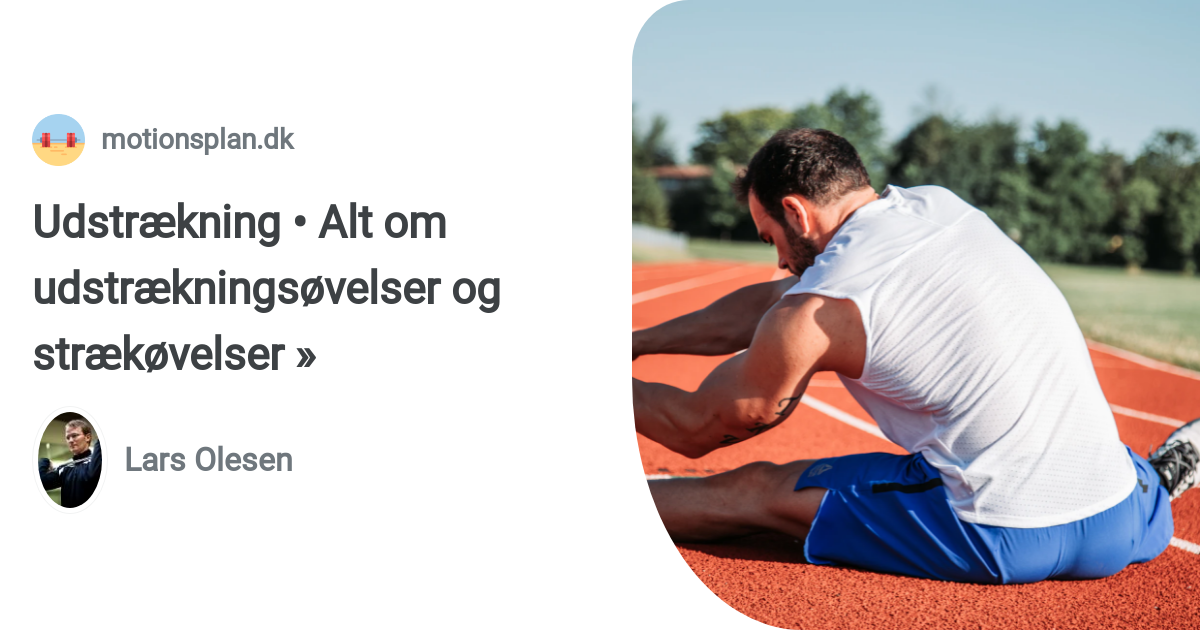 motionsplan.dk
Udstrækning • Alt om
udstrækningsøvelser og
strækøvelser »
Lars Olesen